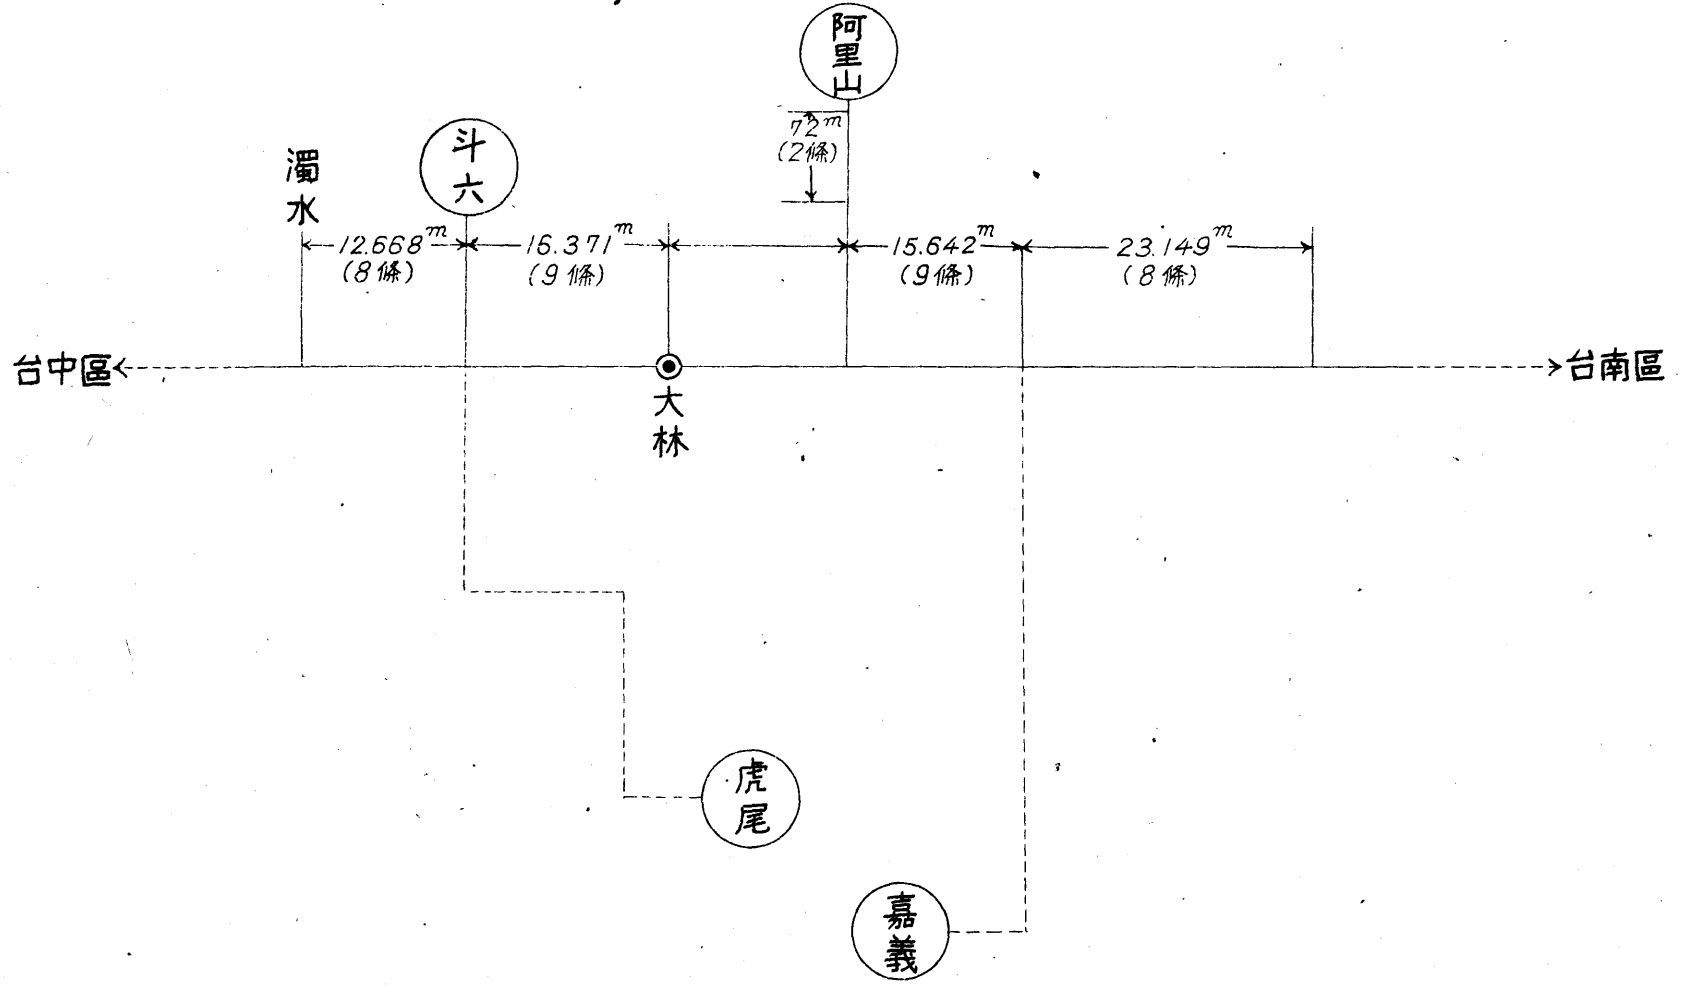 阿里山
72m
(2條)
斗六
濁水
12.668m
(8條)
16.371m
(9條)
15.642m
(9條)
23.149m
(8條)
台中區
台南區
大林
虎尾
嘉義